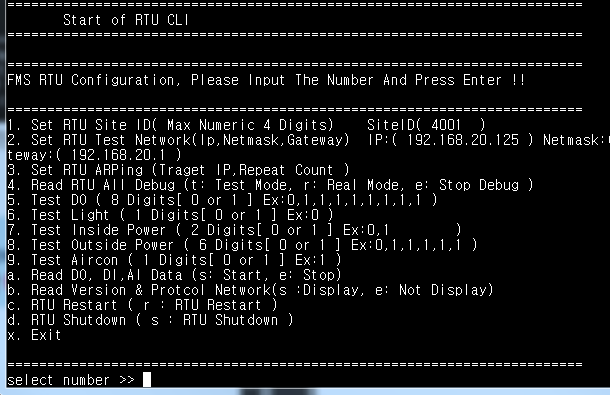 ==========================================================================
Start of RTU CLI
==========================================================================
==========================================================================
FMS RTU Configuration, Please Input The Number And Press Enter !!
==========================================================================
1. Set RTU Site ID( Max Numeric 4 Digits)    SiteID( 4001  )
2. Set RTU Test Network(Ip,Netmask,Gateway)  IP:( 192.168.20.125 ) Netmask:
teway:( 192.168.20.1 )
3. Set RTU ARPing (Traget IP,Repeat Count )
4. Read RTU All Debug (t: Test Mode, r: Real Mode, e: Stop Debug )
5. Test DO ( 8 Digits[ 0 or 1 ] Ex:0,1,1,1,1,1,1,1,1 )
6. Test Light ( 1 Digits[ 0 or 1 ] Ex:0 )
7. Test Inside Power ( 2 Digits[ 0 or 1 ] Ex:0,1        )
8. Test Outside Power ( 6 Digits[ 0 or 1 ] Ex:0,1,1,1,1,1 )
9. Test Aircon ( 1 Digits[ 0 or 1 ] Ex:1 )
a. Read DO, DI,AI Data (s: Start, e: Stop)
b. Read Version & Protcol Network(s :Display, e: Not Display)
c. RTU Restart ( r : RTU Restart )
d. RTU Shutdown ( s : RTU Shutdown )
x. Exit
==========================================================================
select number >>